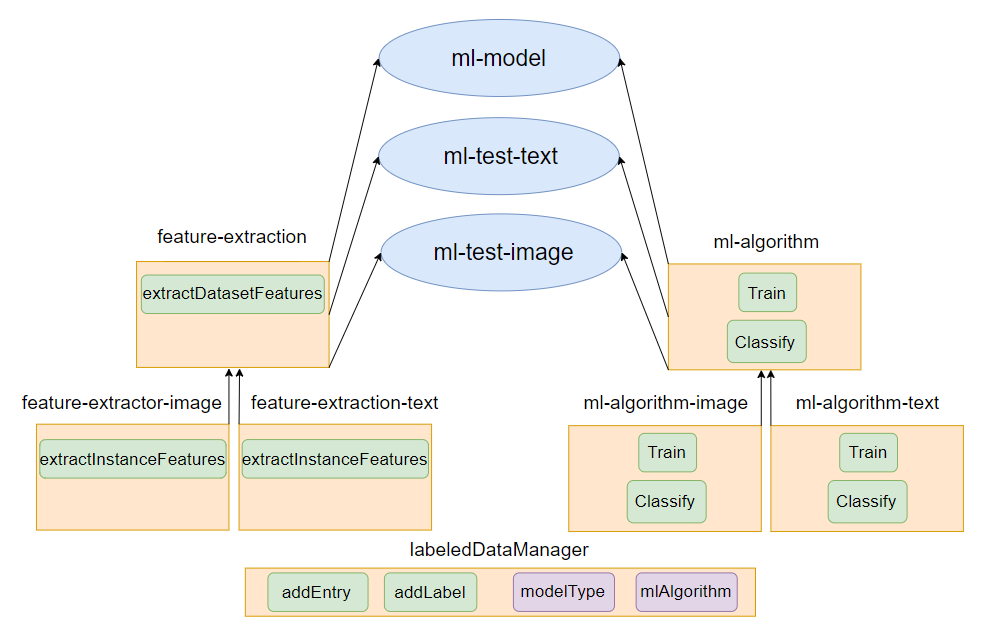 ml-model
ml-test-text
ml-test-image
feature-extraction
extractDatasetFeatures
ml-algorithm
Train
Classify
feature-extractor-image
extractInstanceFeatures
feature-extraction-text
extractInstanceFeatures
ml-algorithm-image
Train
Classify
ml-algorithm-text
Train
Classify
labeledDataManager
addEntry
addLabel
modelType
mlAlgorithm